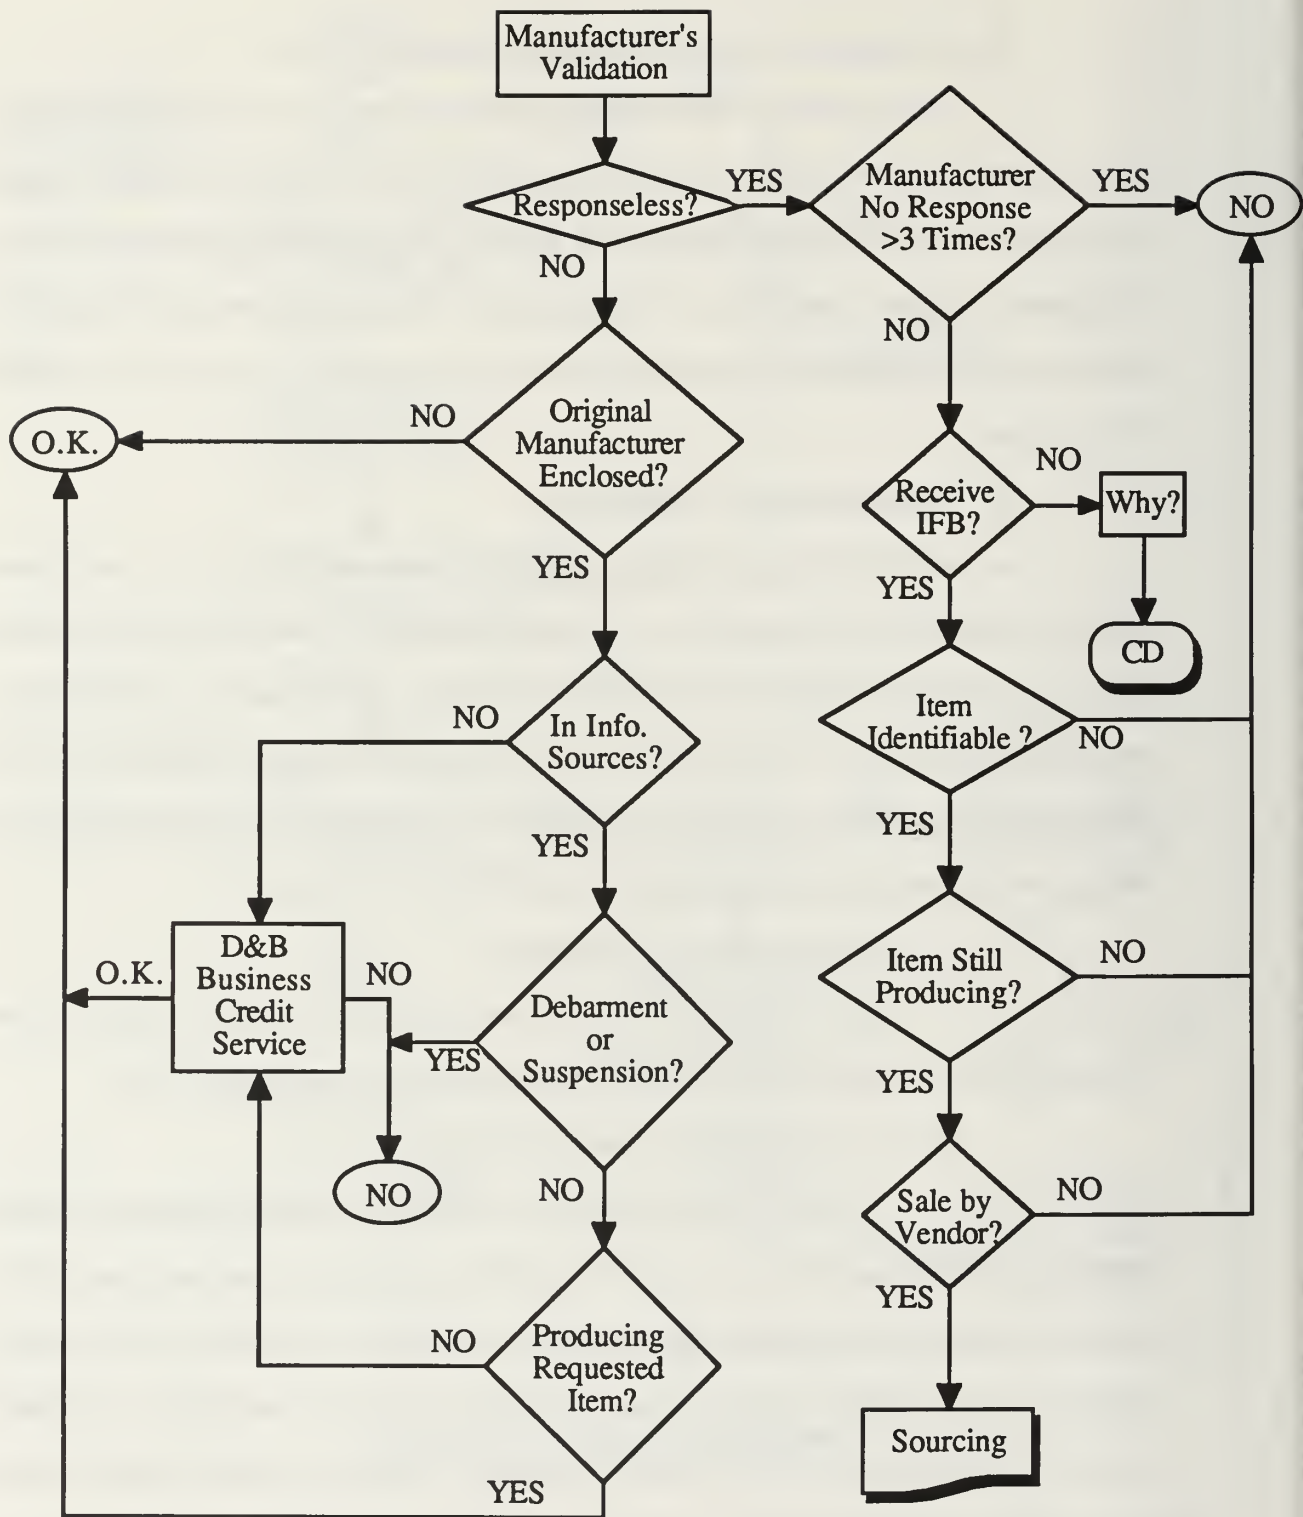 Manufacturer's
Validation
Responseless?
YES
Manufacturer
No Response
>3 Times?
YES
NO
NO
NO
Original
Manufacturer
Enclosed?
NO
O.K.
YES
Receive
IFB?
NO
Why?
CD
YES
In Info.
Sources?
NO
YES
Item
Identifiable ?
NO
YES
D&B
Business
Credit
Service
O.K.
NO
Debarment
or
Suspension?
YES
NO
NO
Item Still
Producing?
NO
YES
Sale by
Vendor?
NO
YES
Producing
Requested
Item?
NO
YES
Sourcing